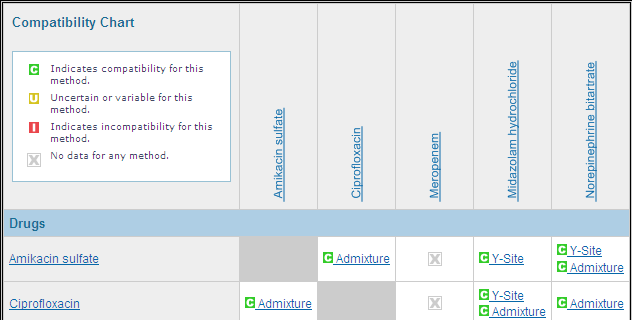 Compatibility Chart
C Indicates compatibility for this
method.
U Uncertain or variable for this
method.
I Indicates incompatibility for this
method.
X No data for any method.
Amikacin sulfate
Ciprofloxacin
Meropenem
Midazolam hydrochloride
Norepinephrine bitartrate
Drugs
Amikacin sulfate
C Admixture
X
C Y-Site
C Y-Site
C Admixture
Ciprofloxacin
C Admixture
X
C Y-Site
C Admixture
C Admixture